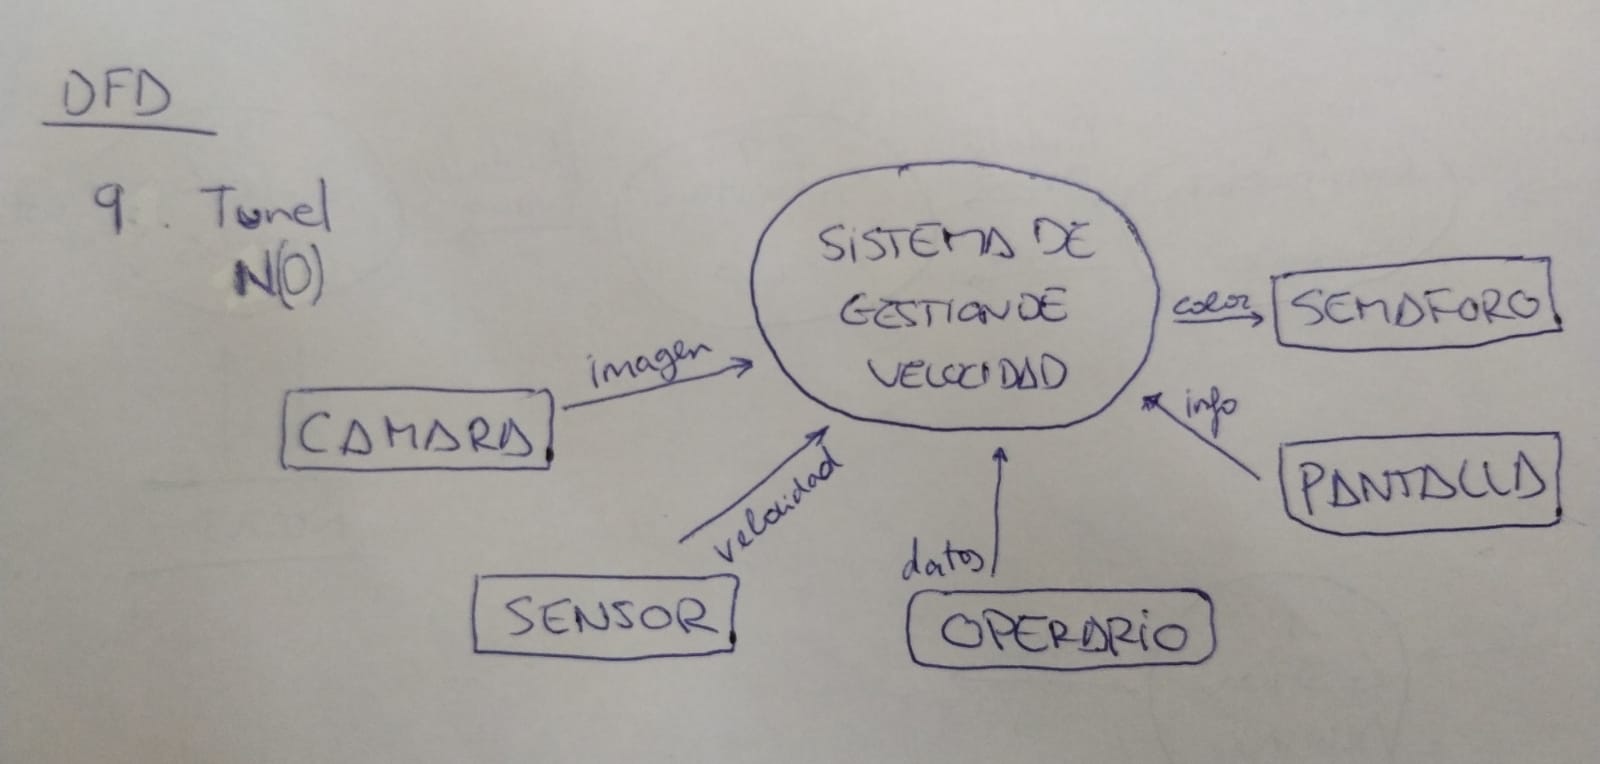 DFD
9. Tunel
N(0)
SISTEMA DE
GESTION DE
VELOCIDAD
color
SEMAFORO
imagen
CAMARA
info
PANTALLA
velocidad
SENSOR
datos
OPERARIO